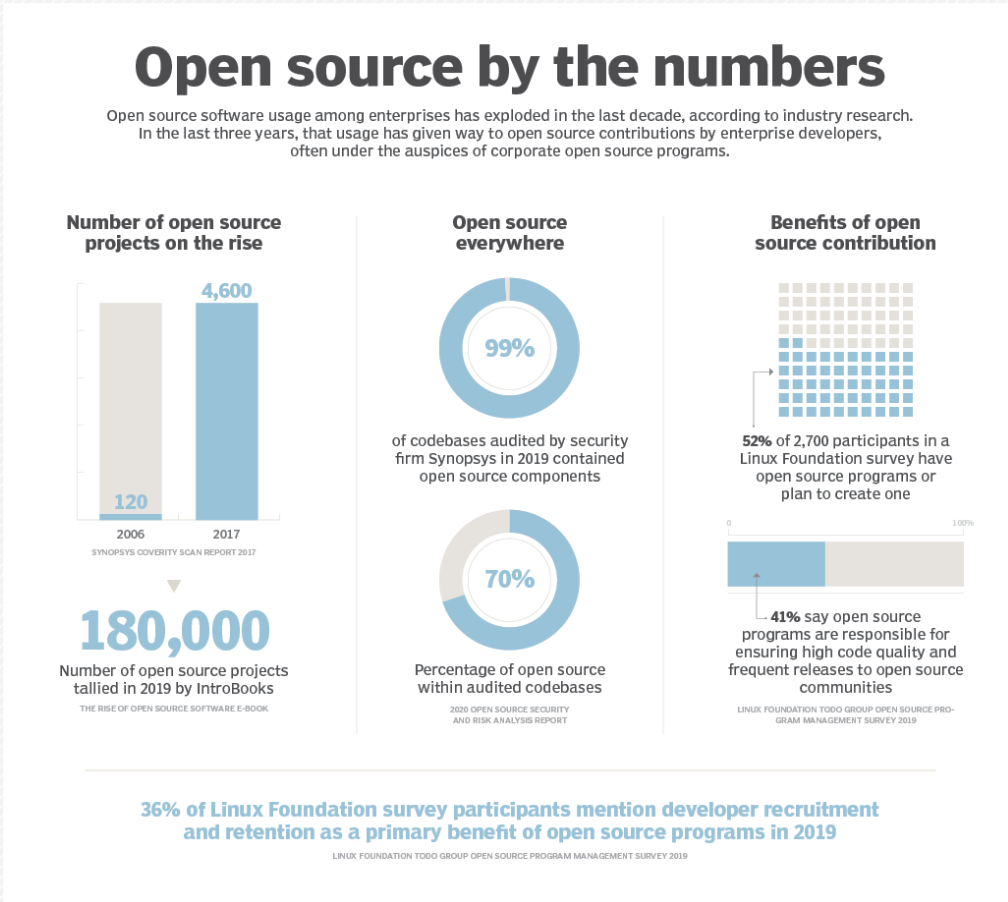 Open source by the numbers
Open source software usage among enterprises has exploded in the last decade, according to industry research.
In the last three years, that usage has given way to open source contributions by enterprise developers,
often under the auspices of corporate open source programs.
Number of open source
projects on the rise
4,600
120
2006
2017
SYNOPSYS COVERITY SCAN REPORT 2017
180,000
Number of open source projects
tallied in 2019 by IntroBooks
THE RISE OF OPEN SOURCE SOFTWARE E-BOOK
Open source
everywhere
99%
of codebases audited by security
firm Synopsys in 2019 contained
open source components
70%
Percentage of open source
within audited codebases
2020 OPEN SOURCE SECURITY
AND RISK ANALYSIS REPORT
Benefits of open
source contribution
52% of 2,700 participants in a
Linux Foundation survey have
open source programs or
plan to create one
0
100%
41% say open source
programs are responsible for
ensuring high code quality and
frequent releases to open source
communities
LINUX FOUNDATION TODO GROUP OPEN SOURCE PRO-
GRAM MANAGEMENT SURVEY 2019
36% of Linux Foundation survey participants mention developer recruitment
and retention as a primary benefit of open source programs in 2019
LINUX FOUNDATION TODO GROUP OPEN SOURCE PROGRAM MANAGEMENT SURVEY 2019